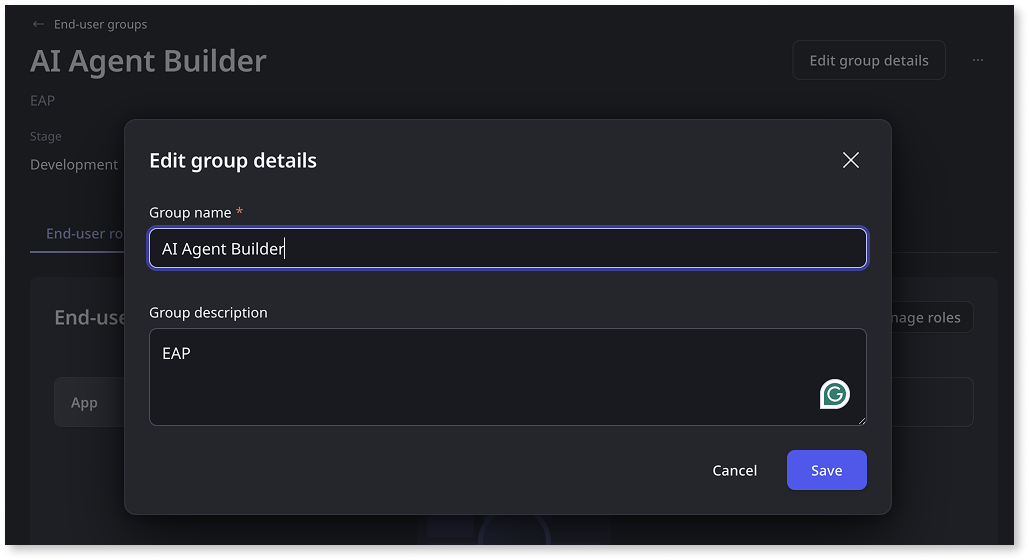 ← End-user groups
AI Agent Builder
Edit group details
...
EAP
Stage
Development
Edit group details
Group name *
AI Agent Builder
End-user ro
Group description
End-use
nage roles
EAP
App
Cancel
Save